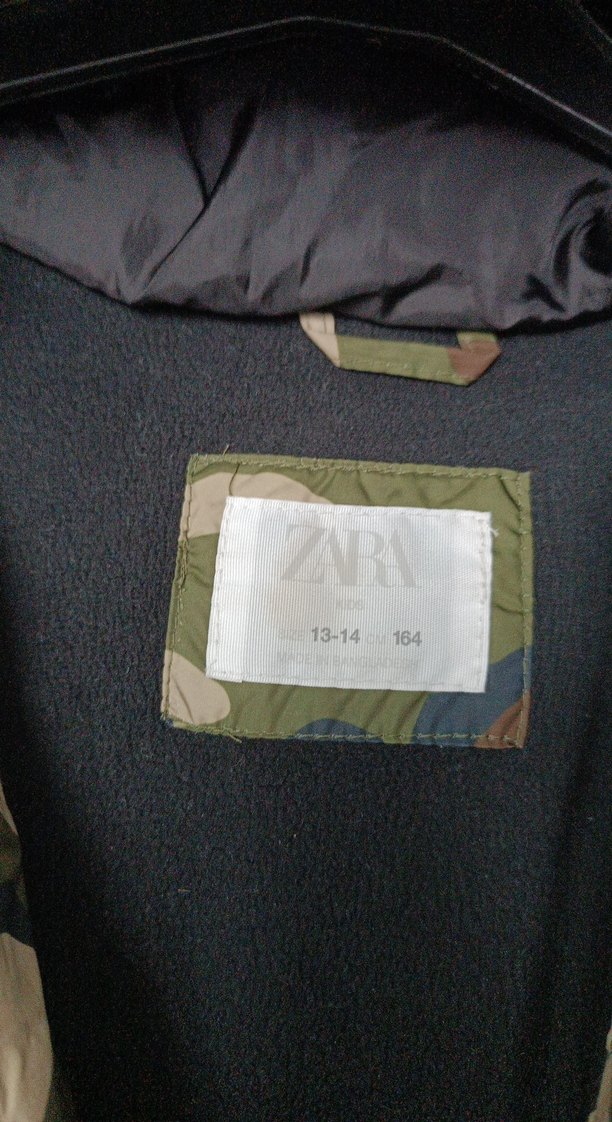 ZARA
KIDS
SIZE 13-14 CM 164
MADE IN BANGLADESH